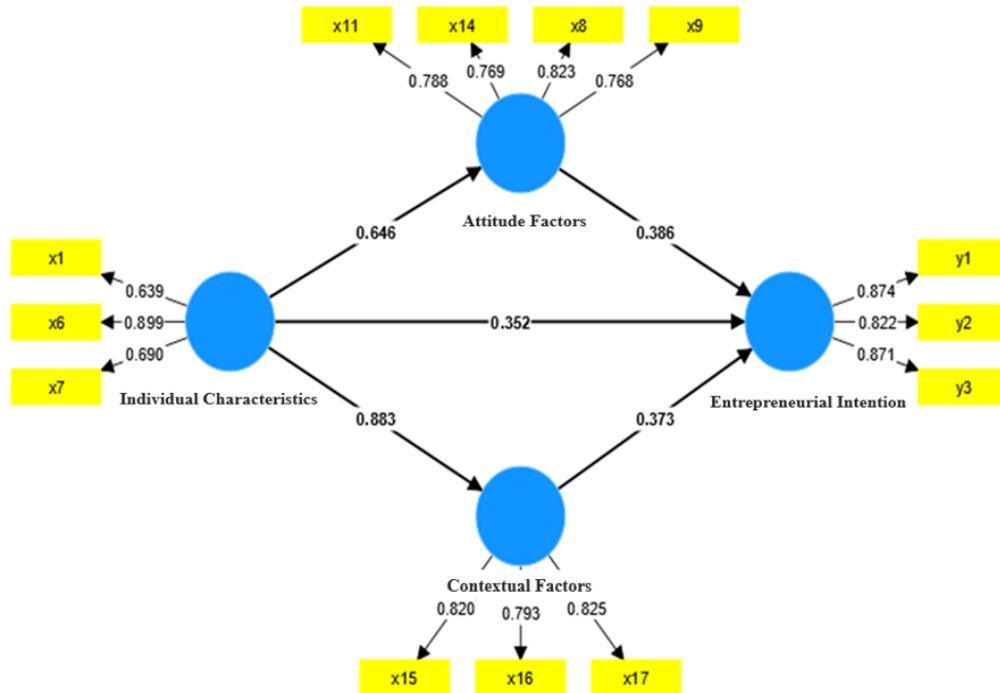 x11
x14
x8
x9
0.788
0.769
0.823
0.768
Attitude Factors
0.646
0.386
x1
x6
x7
0.639
0.899
0.690
Individual Characteristics
0.352
y1
y2
y3
0.874
0.822
0.871
Entrepreneurial Intention
0.883
0.373
Contextual Factors
0.820
0.793
0.825
x15
x16
x17